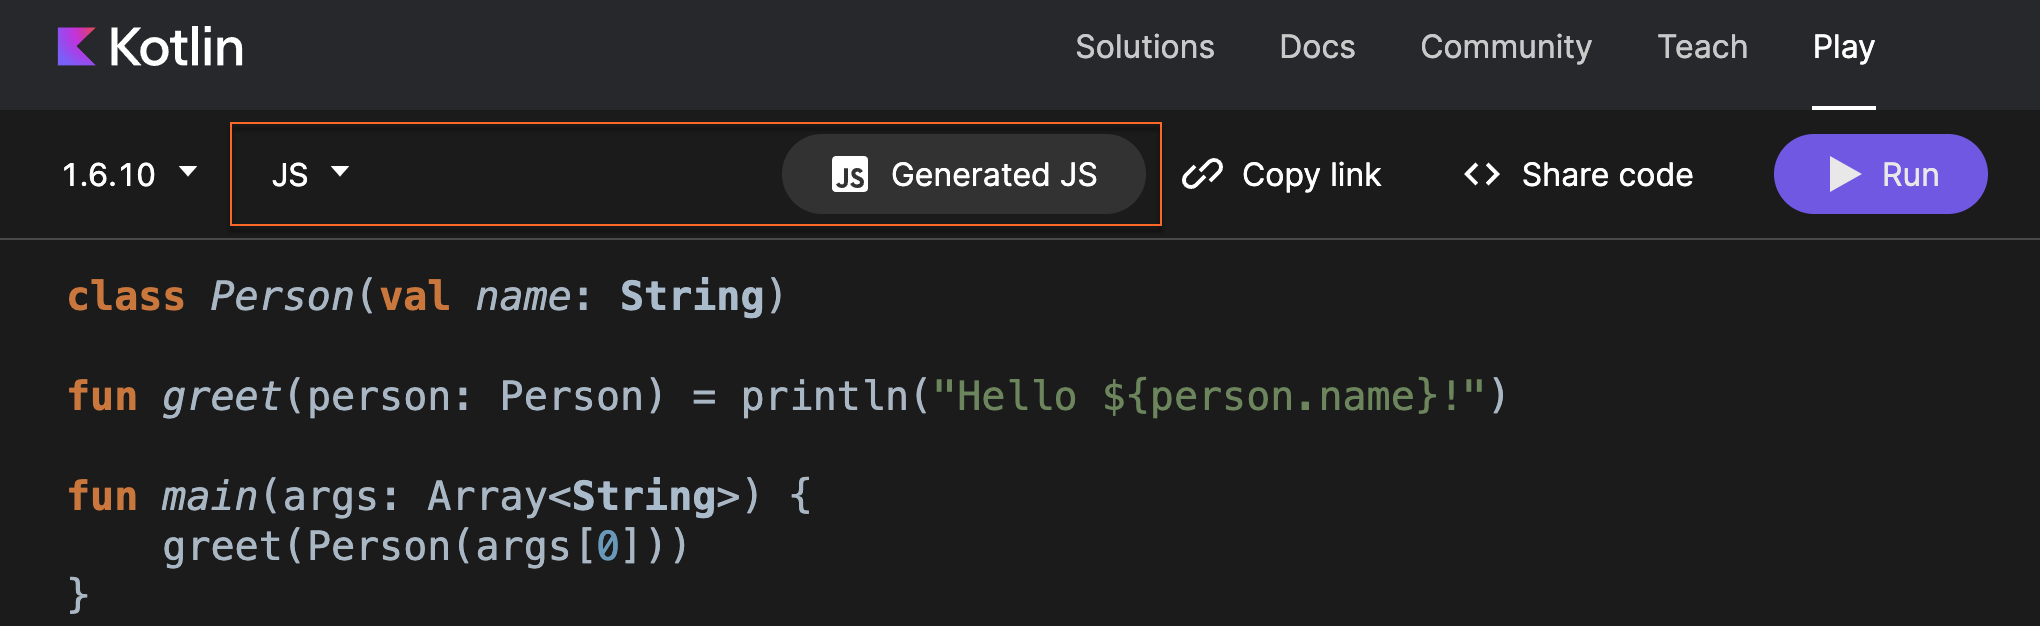 Kotlin Solutions Docs Community Teach Play
1.6.10 JS JS Generated JS Copy link <> Share code Run
class Person(val name: String)
fun greet(person: Person) = println("Hello ${person.name}!")
fun main(args: Array<String>) {
    greet(Person(args[0]))
}